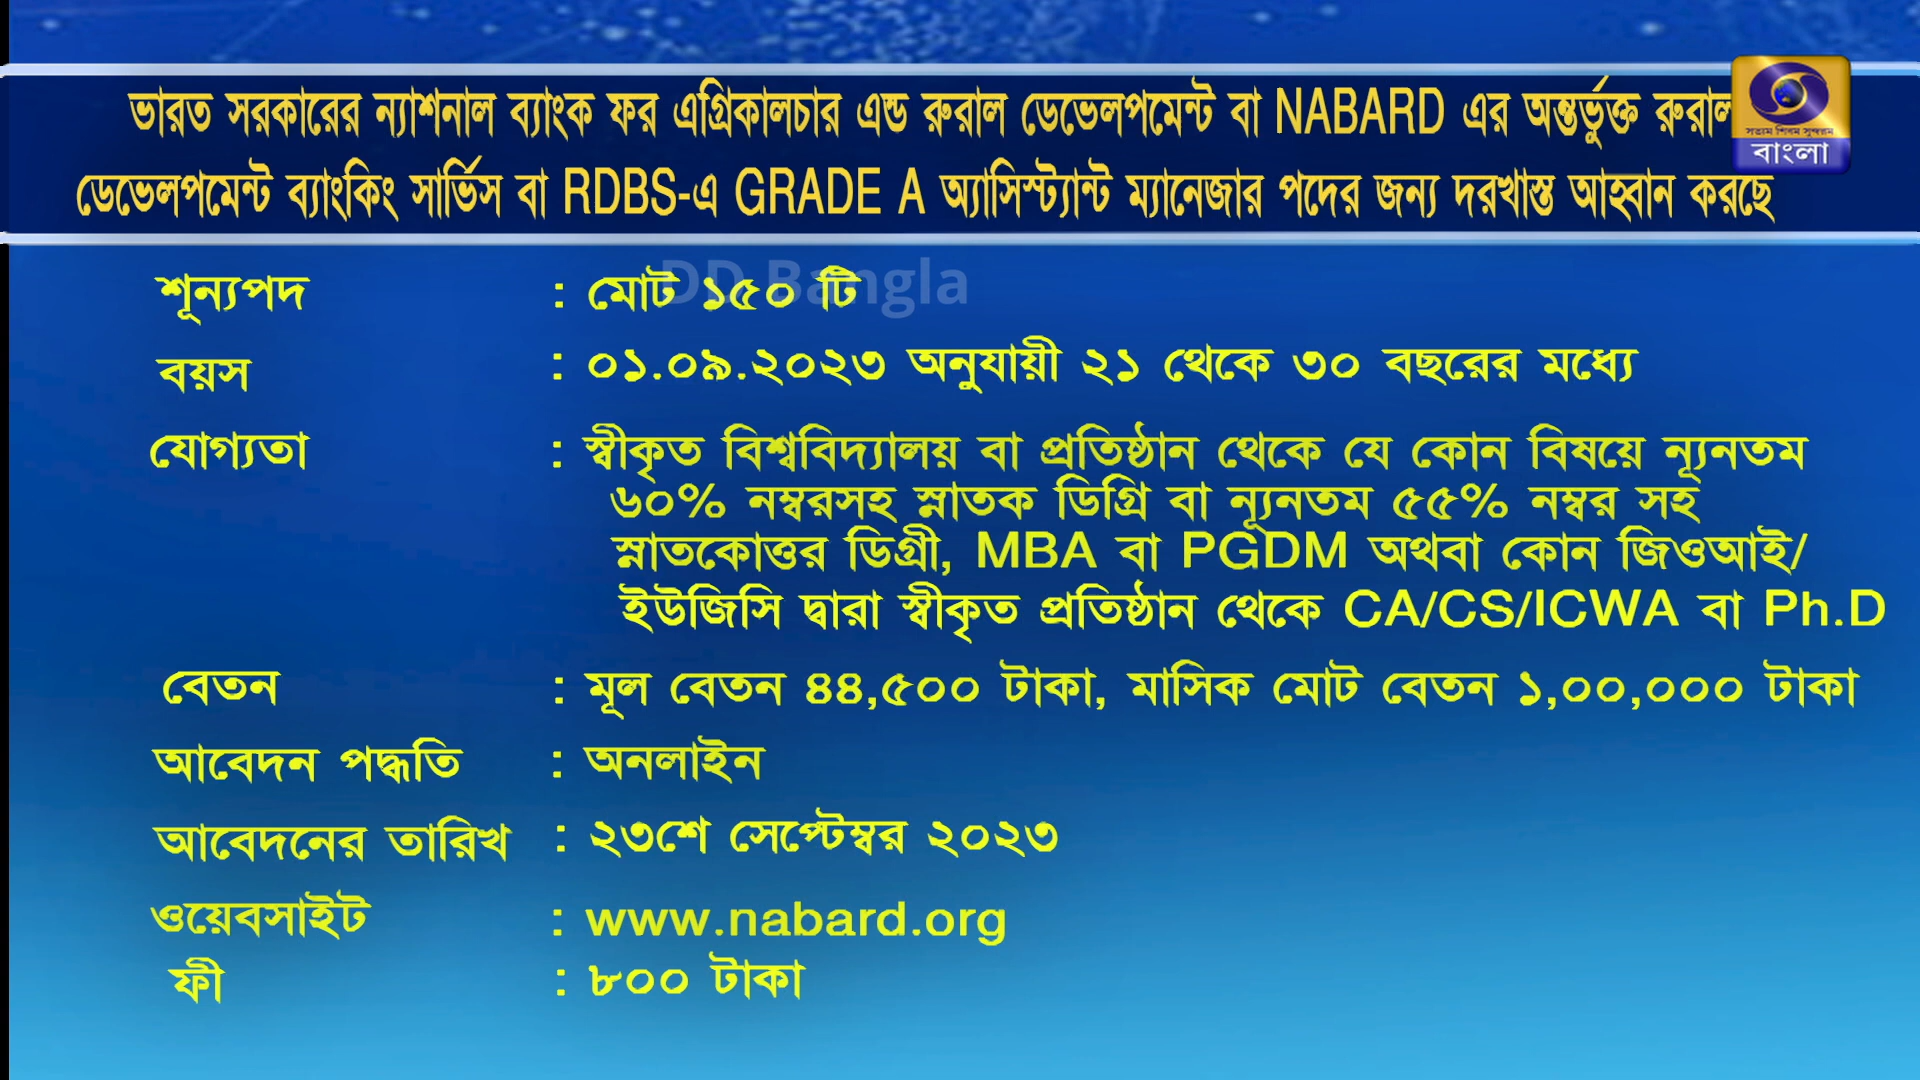 ভারত সরকারের ন্যাশনাল ব্যাংক ফর এগ্রিকালচার এন্ড রুরাল ডেভেলপমেন্ট বা NABARD এর অন্তর্ভুক্ত রুরাল
ডেভেলপমেন্ট ব্যাংকিং সার্ভিস বা RDBS-এ GRADE A অ্যাসিস্ট্যান্ট ম্যানেজার পদের জন্য দরখাস্ত আহ্বান করছে
সত্যম শিবম সুন্দরম
বাংলা
DD Bangla
শূন্যপদ : মোট ১৫০ টি
বয়স : ০১.০৯.২০২৩ অনুযায়ী ২১ থেকে ৩০ বছরের মধ্যে
যোগ্যতা : স্বীকৃত বিশ্ববিদ্যালয় বা প্রতিষ্ঠান থেকে যে কোন বিষয়ে ন্যূনতম
৬০% নম্বরসহ স্নাতক ডিগ্রি বা ন্যূনতম ৫৫% নম্বর সহ
স্নাতকোত্তর ডিগ্রী, MBA বা PGDM অথবা কোন জিওআই/
ইউজিসি দ্বারা স্বীকৃত প্রতিষ্ঠান থেকে CA/CS/ICWA বা Ph.D
বেতন : মূল বেতন ৪৪,৫০০ টাকা, মাসিক মোট বেতন ১,০০,০০০ টাকা
আবেদন পদ্ধতি : অনলাইন
আবেদনের তারিখ : ২৩শে সেপ্টেম্বর ২০২৩
ওয়েবসাইট : www.nabard.org
ফী : ৮০০ টাকা